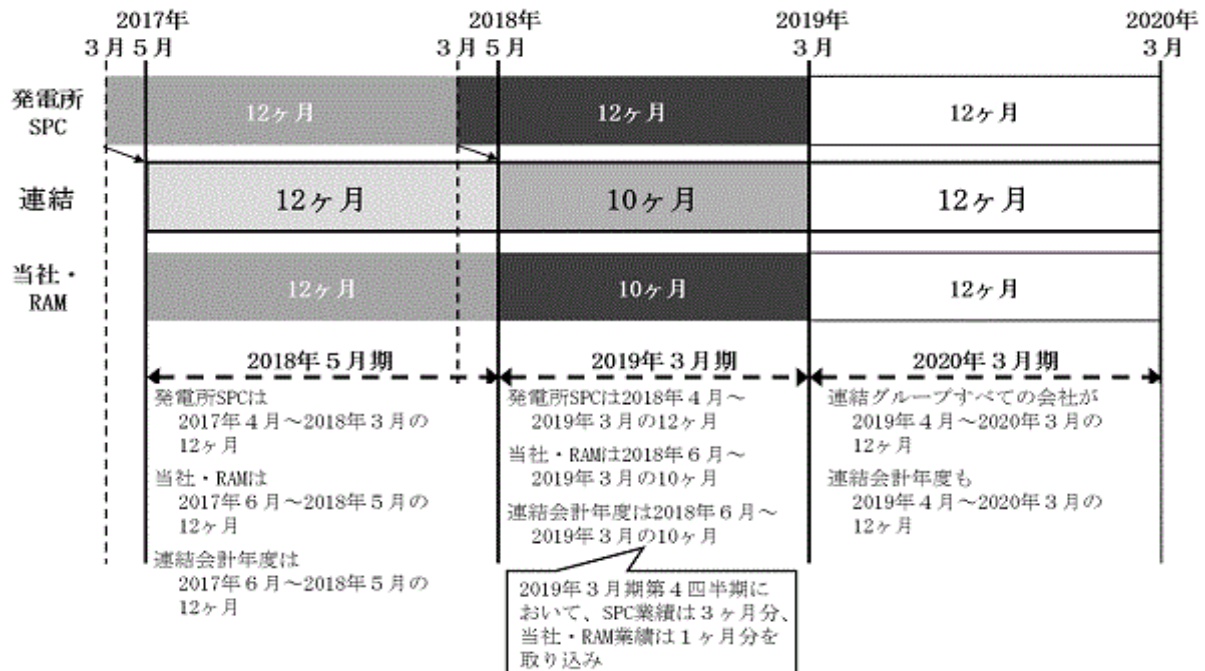 2017年
３月５月
2018年
３月５月
2019年
３月
2020年
３月
発電所
SPC
12ヶ月
12ヶ月
12ヶ月
連結
12ヶ月
10ヶ月
12ヶ月
当社・
RAM
12ヶ月
10ヶ月
12ヶ月
2018年５月期
2019年３月期
2020年３月期
発電所SPCは
2017年４月～2018年３月の
12ヶ月
当社・RAMは
2017年６月～2018年５月の
12ヶ月
連結会計年度は
2017年６月～2018年５月の
12ヶ月
発電所SPCは2018年４月～
2019年３月の12ヶ月
当社・RAMは2018年６月～
2019年３月の10ヶ月
連結会計年度は2018年６月～
2019年３月の10ヶ月
2019年３月期第４四半期に
おいて、SPC業績は３ヶ月分、
当社・RAM業績は１ヶ月分を
取り込み
連結グループすべての会社が
2019年４月～2020年３月の
12ヶ月
連結会計年度も
2019年４月～2020年３月の
12ヶ月